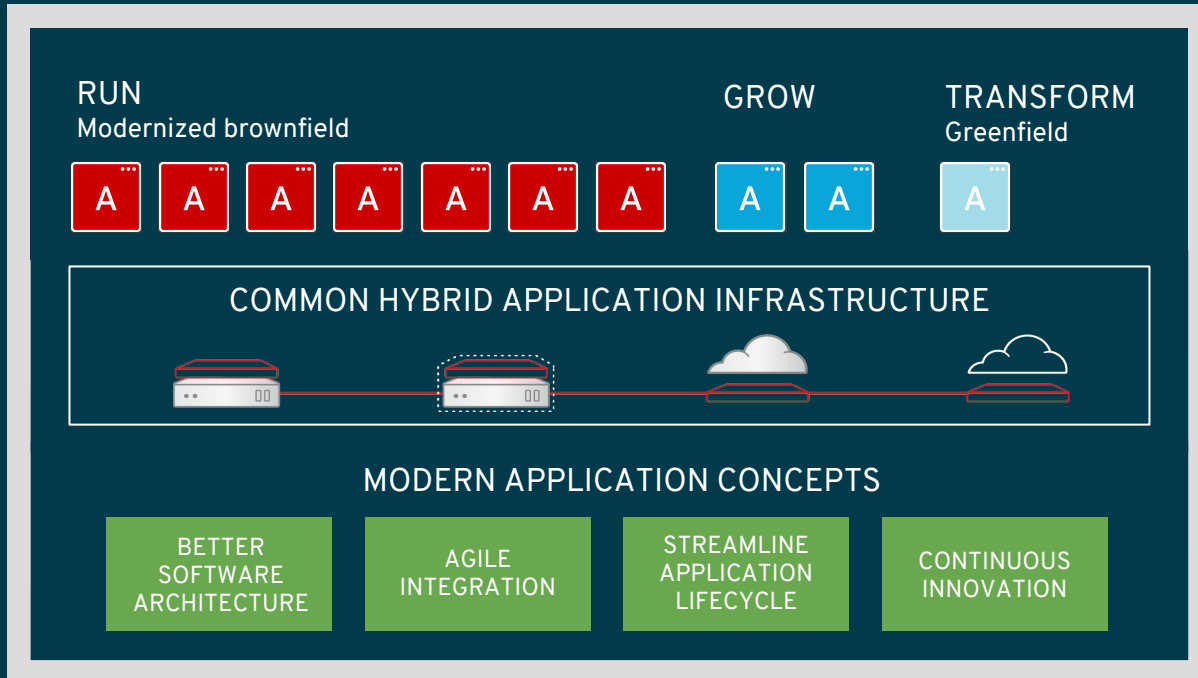 RUN
Modernized brownfield
GROW
TRANSFORM
Greenfield
A A A A A A A A A A
COMMON HYBRID APPLICATION INFRASTRUCTURE
MODERN APPLICATION CONCEPTS
BETTER
SOFTWARE
ARCHITECTURE
AGILE
INTEGRATION
STREAMLINE
APPLICATION
LIFECYCLE
CONTINUOUS
INNOVATION